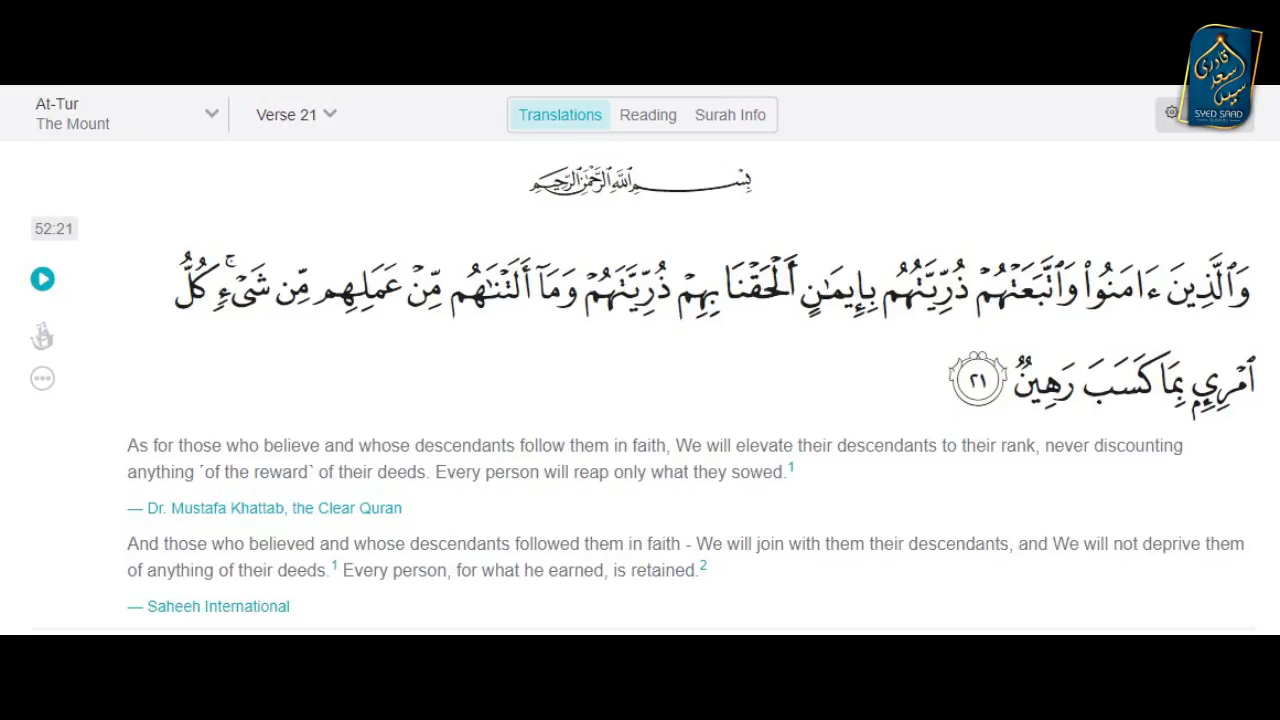 At-Tur
The Mount
Verse 21
Translations Reading Surah Info
قادری
سعد
سید
SYED SAAD
بِسْمِ ٱللَّهِ ٱلرَّحْمَٰنِ ٱلرَّحِيمِ
52:21
وَٱلَّذِينَ ءَامَنُوا۟ وَٱتَّبَعَتْهُمْ ذُرِّيَّتُهُم بِإِيمَـٰنٍ أَلْحَقْنَا بِهِمْ ذُرِّيَّتَهُمْ وَمَآ أَلَتْنَـٰهُم مِّنْ عَمَلِهِم مِّن شَىْءٍۢ ۚ كُلُّ
ٱمْرِئٍۭ بِمَا كَسَبَ رَهِينٌۭ ٢١
As for those who believe and whose descendants follow them in faith, We will elevate their descendants to their rank, never discounting
anything ˹of the reward˺ of their deeds. Every person will reap only what they sowed.1
— Dr. Mustafa Khattab, the Clear Quran
And those who believed and whose descendants followed them in faith - We will join with them their descendants, and We will not deprive them
of anything of their deeds.1 Every person, for what he earned, is retained.2
— Saheeh International